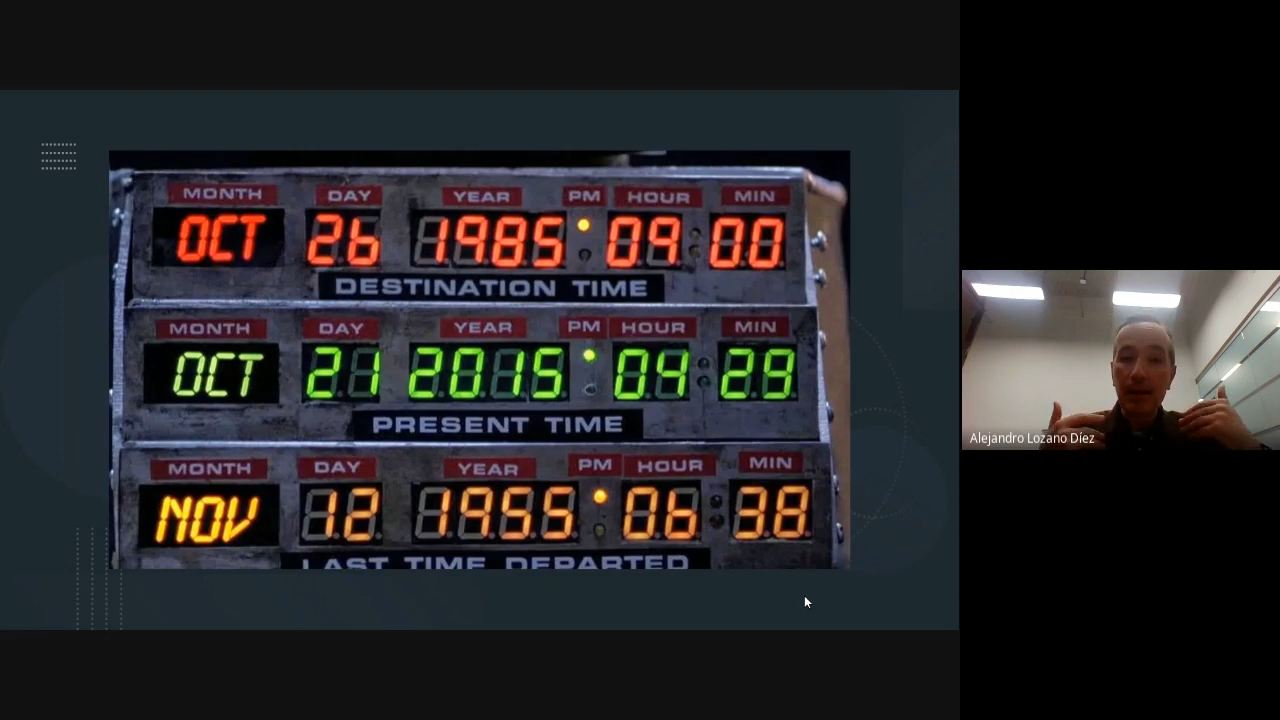 MONTH DAY YEAR PM HOUR MIN
OCT 26 1985 09 00
DESTINATION TIME
MONTH DAY YEAR PM HOUR MIN
OCT 21 2015 04 29
PRESENT TIME
MONTH DAY YEAR PM HOUR MIN
NOV 12 1955 06 38
LAST TIME DEPARTED
Alejandro Lozano Díez